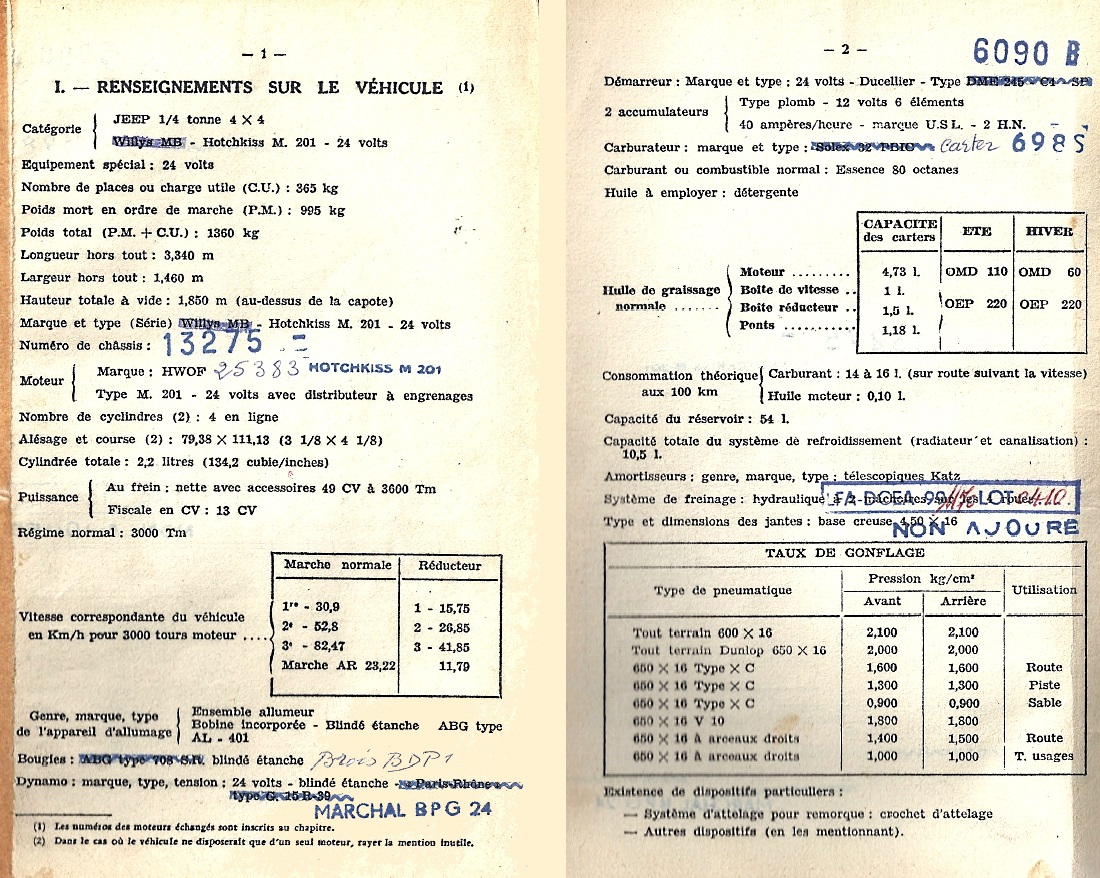 — 1 —
I. — RENSEIGNEMENTS SUR LE VÉHICULE (1)
Catégorie
JEEP 1/4 tonne 4 X 4
Willys MB - Hotchkiss M. 201 - 24 volts
Equipement spécial : 24 volts
Nombre de places ou charge utile (C.U.) : 365 kg
Poids mort en ordre de marche (P.M.) : 995 kg
Poids total (P.M. + C.U.) : 1360 kg
Longueur hors tout : 3,340 m
Largeur hors tout : 1,460 m
Hauteur totale à vide : 1,850 m (au-dessus de la capote)
Marque et type (Série) Willys MB - Hotchkiss M. 201 - 24 volts
Numéro de châssis : 13275
Moteur
Marque : HWOF 25383 HOTCHKISS M 201
Type M. 201 - 24 volts avec distributeur à engrenages
Nombre de cylindres (2) : 4 en ligne
Alésage et course (2) : 79,38 X 111,13 (3 1/8 X 4 1/8)
Cylindrée totale : 2,2 litres (134,2 cubie/inches)
Puissance
Au frein : nette avec accessoires 49 CV à 3600 Tm
Fiscale en CV : 13 CV
Régime normal : 3000 Tm
Vitesse correspondante du véhicule
en Km/h pour 3000 tours moteur ....
Marche normale Réducteur
1re - 30,9 1 - 15,75
2e - 52,8 2 - 26,85
3e - 82,47 3 - 41,85
Marche AR 23,22 11,79
Genre, marque, type
de l'appareil d'allumage
Ensemble allumeur
Bobine incorporée - Blindé étanche ABG type
AL - 401
Bougies : ABG type 708 S.R. blindé étanche BDP1
Dynamo : marque, type, tension : 24 volts - blindé étanche - Paris-Rhône
type G. 15 R 39
MARCHAL BPG 24
(1) Les numéros des moteurs échangés sont inscrits au chapitre.
(2) Dans le cas où le véhicule ne disposerait que d'un seul moteur, rayer la mention inutile.
— 2 —
6090 B
Démarreur : Marque et type : 24 volts - Ducellier - Type DME 245 - C4 - SE
2 accumulateurs
Type plomb - 12 volts 6 éléments
40 ampères/heure - marque U.S.L. - 2 H.N.
Carburateur : marque et type : Solex 32 PBIC Carter 698 S
Carburant ou combustible normal : Essence 80 octanes
Huile à employer : détergente
CAPACITE des carters ETE HIVER
Huile de graissage
normale .......
Moteur ........ 4,73 l. OMD 110 OMD 60
Boîte de vitesse .. 1 l.
Boîte réducteur .. 1,5 l. OEP 220 OEP 220
Ponts ........... 1,18 l.
Consommation théorique
aux 100 km
Carburant : 14 à 16 l. (sur route suivant la vitesse)
Huile moteur : 0,10 l.
Capacité du réservoir : 54 l.
Capacité totale du système de refroidissement (radiateur et canalisation) :
10,5 l.
Amortisseurs : genre, marque, type : télescopiques Katz
Système de freinage : hydraulique
LOT
Type et dimensions des jantes : base creuse 4,50 X 16
NON AJOURÉ
TAUX DE GONFLAGE
Type de pneumatique Pression kg/cm² Utilisation
Avant Arrière
Tout terrain 600 X 16 2,100 2,100
Tout terrain Dunlop 650 X 16 2,000 2,000
650 X 16 Type X C 1,600 1,600 Route
650 X 16 Type X C 1,300 1,300 Piste
650 X 16 Type X C 0,900 0,900 Sable
650 X 16 V 10 1,800 1,800
650 X 16 A arceaux droits 1,400 1,500 Route
650 X 16 A arceaux droits 1,000 1,000 T. usages
Existence de dispositifs particuliers :
— Système d'attelage pour remorque : crochet d'attelage
— Autres dispositifs (en les mentionnant).